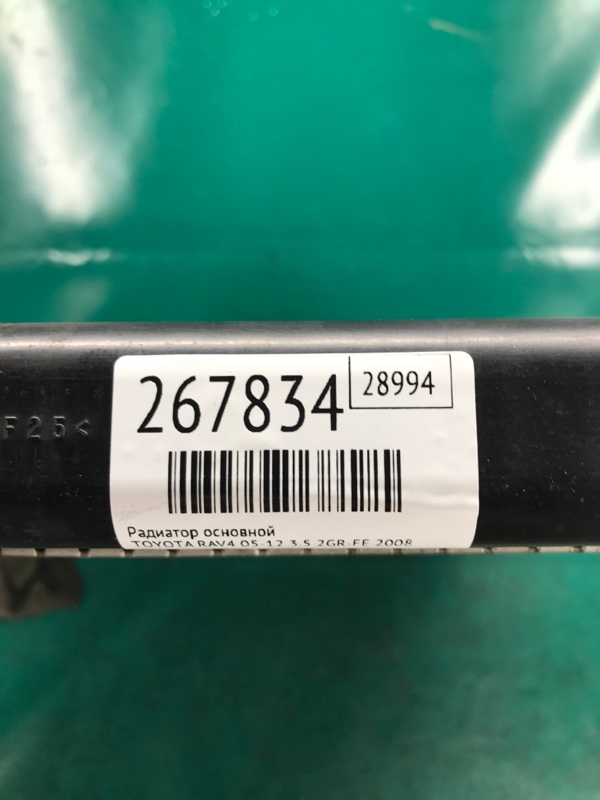 267834
28994
F25<
Радиатор основной
TOYOTA RAV4 05-12 3.5 2GR-FE 2008